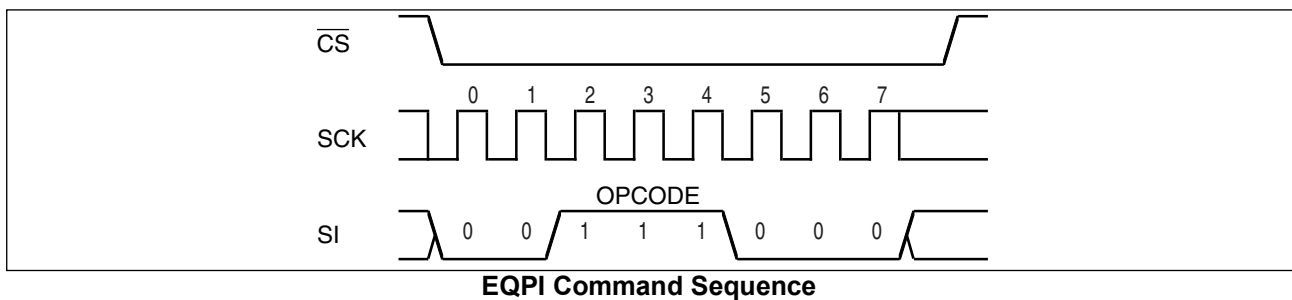 CS
0 1 2 3 4 5 6 7
SCK
OPCODE
SI 0 0 1 1 1 0 0 0
EQPI Command Sequence